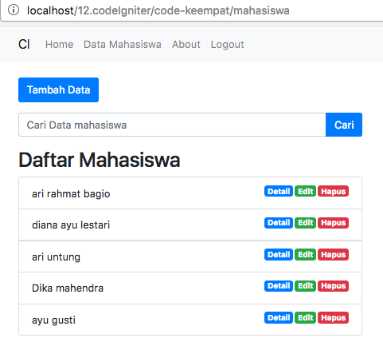 localhost/12.codeIgniter/code-keempat/mahasiswa
CI Home Data Mahasiswa About Logout
Tambah Data
Cari Data mahasiswa Cari
Daftar Mahasiswa
ari rahmat bagio Detail Edit Hapus
diana ayu lestari Detail Edit Hapus
ari untung Detail Edit Hapus
Dika mahendra Detail Edit Hapus
ayu gusti Detail Edit Hapus